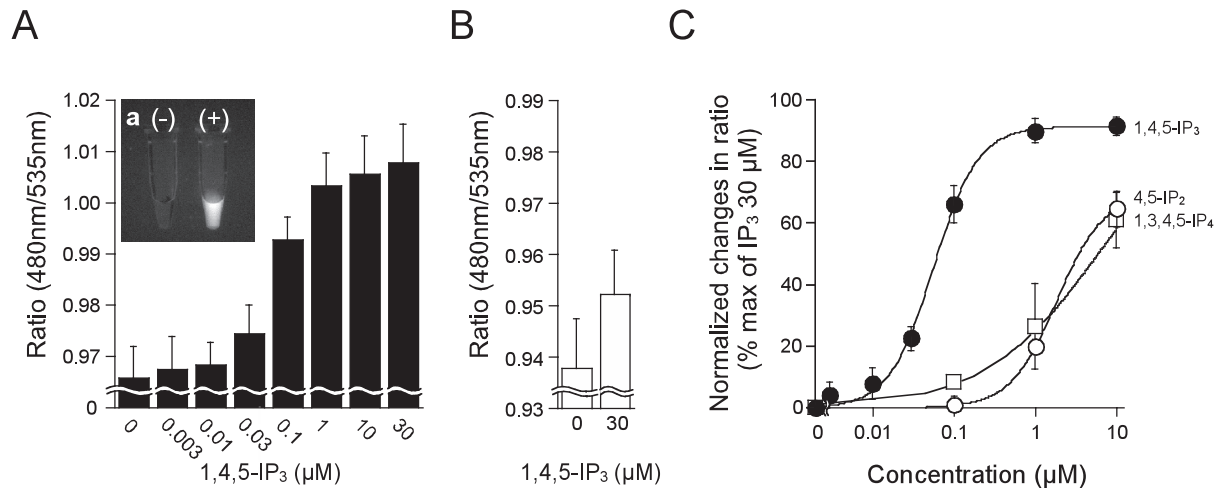 A
B
C
Ratio (480nm/535nm)
1.02
1.01
1.00
0.99
0.98
0.97
0
a (-) (+)
0 0.003 0.01 0.03 0.1 1 10 30
1,4,5-IP3 (µM)
Ratio (480nm/535nm)
0.99
0.98
0.97
0.96
0.95
0.94
0.93
0 30
1,4,5-IP3 (µM)
Normalized changes in ratio
(% max of IP3 30 µM)
100
80
60
40
20
0
1,4,5-IP3
4,5-IP2
1,3,4,5-IP4
0 0.01 0.1 1 10
Concentration (µM)